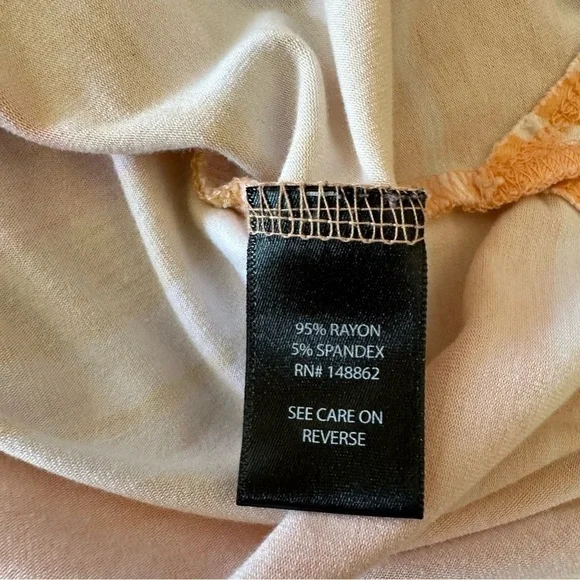 95% RAYON
5% SPANDEX
RN# 148862
SEE CARE ON
REVERSE